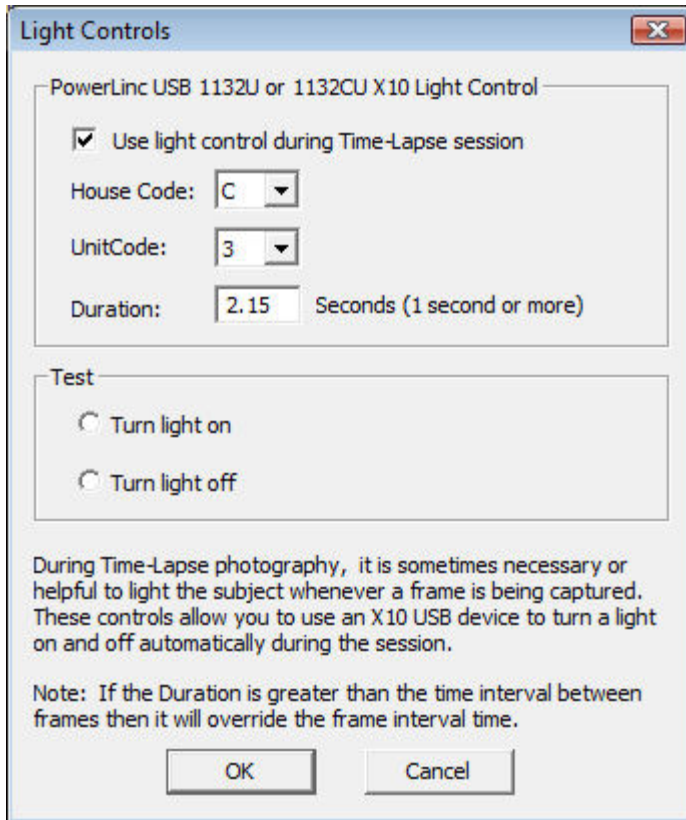 Light Controls
PowerLinc USB 1132U or 1132CU X10 Light Control
Use light control during Time-Lapse session
House Code: C
UnitCode: 3
Duration: 2.15 Seconds (1 second or more)
Test
Turn light on
Turn light off
During Time-Lapse photography,  it is sometimes necessary or
helpful to light the subject whenever a frame is being captured.
These controls allow you to use an X10 USB device to turn a light
on and off automatically during the session.
Note:  If the Duration is greater than the time interval between
frames then it will override the frame interval time.
OK Cancel